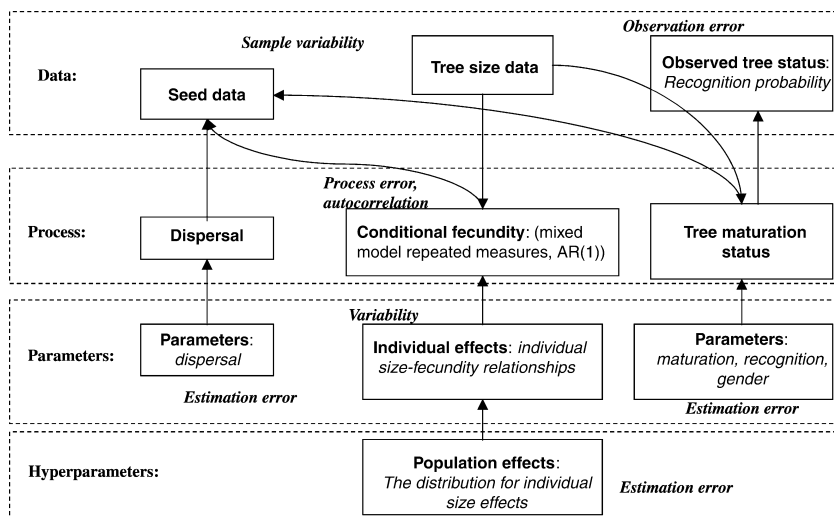 Observation error
Sample variability
Data:
Seed data
Tree size data
Observed tree status:
Recognition probability
Process error,
autocorrelation
Process:
Dispersal
Conditional fecundity: (mixed
model repeated measures, AR(1))
Tree maturation
status
Variability
Parameters:
Parameters:
dispersal
Individual effects: individual
size-fecundity relationships
Parameters:
maturation, recognition,
gender
Estimation error
Estimation error
Hyperparameters:
Population effects:
The distribution for individual
size effects
Estimation error